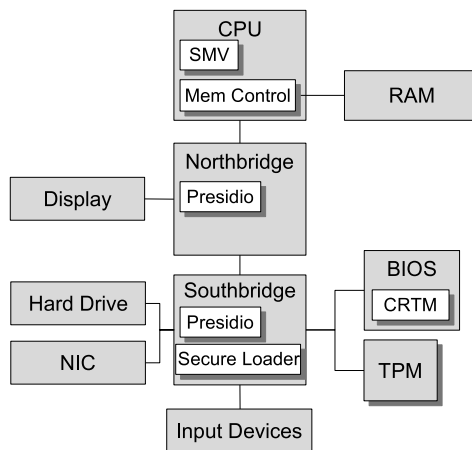 CPU
SMV
Mem Control
RAM
Northbridge
Presidio
Display
Southbridge
Presidio
Secure Loader
Hard Drive
NIC
BIOS
CRTM
TPM
Input Devices